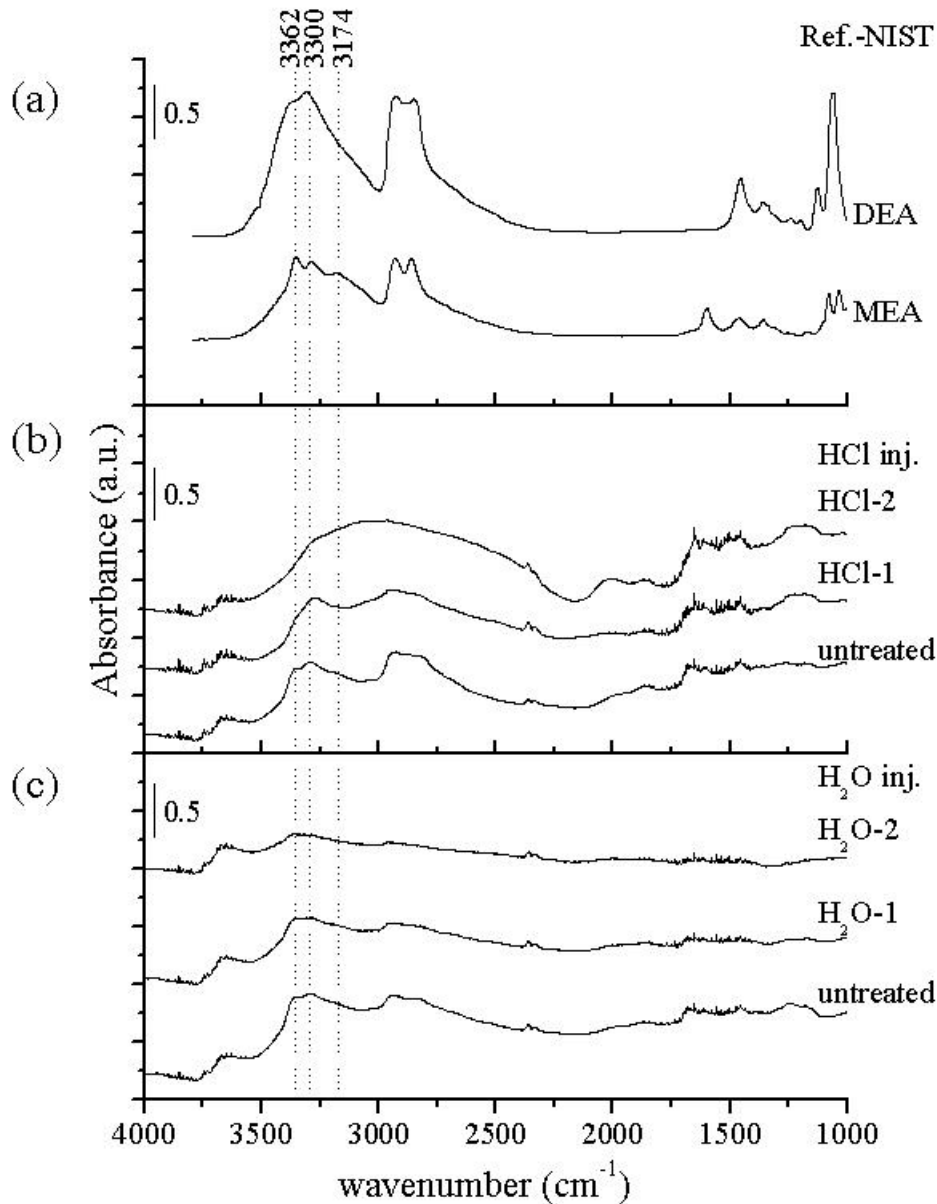 3362
3300
3174
Ref.-NIST
(a)
0.5
DEA
MEA
(b)
0.5
HCl inj.
HCl-2
HCl-1
untreated
Absorbance (a.u.)
(c)
0.5
H₂O inj.
H₂O-2
H₂O-1
untreated
4000 3500 3000 2500 2000 1500 1000
wavenumber (cm⁻¹)